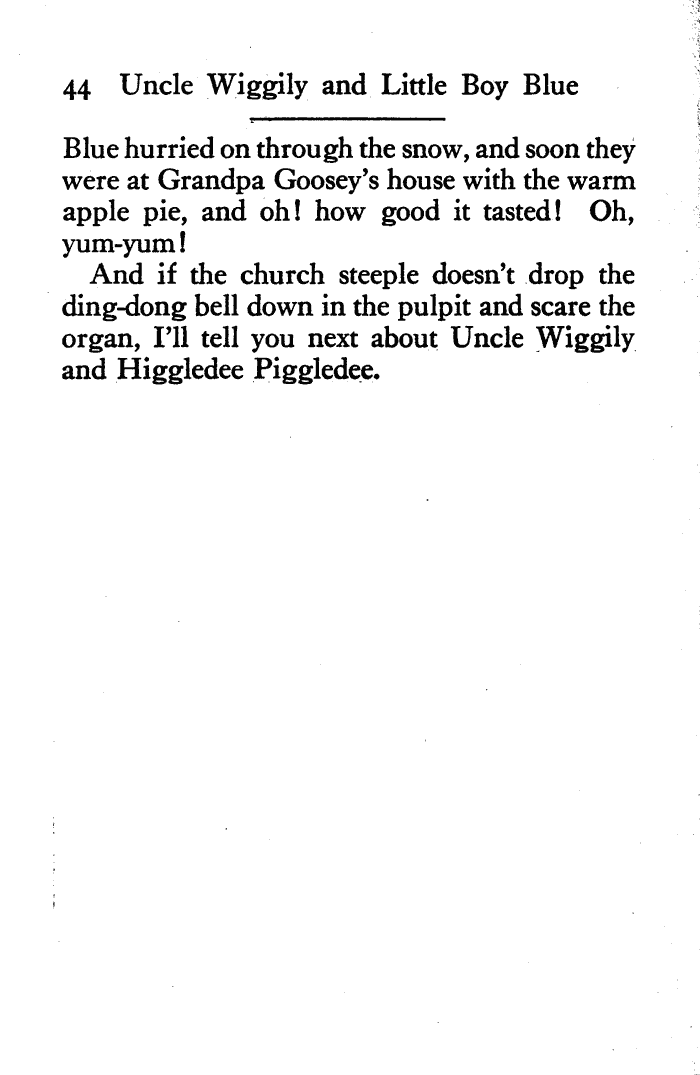 44 Uncle Wiggily and Little Boy Blue
Blue hurried on through the snow, and soon they
were at Grandpa Goosey's house with the warm
apple pie, and oh! how good it tasted! Oh,
yum-yum!
And if the church steeple doesn't drop the
ding-dong bell down in the pulpit and scare the
organ, I'll tell you next about Uncle Wiggily
and Higgledee Piggledee.